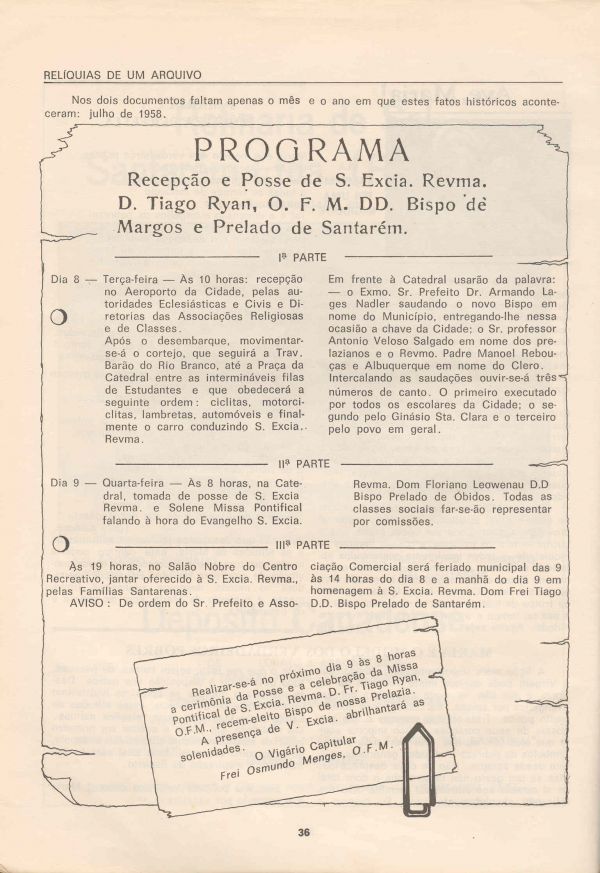 RELÍQUIAS DE UM ARQUIVO
Nos dois documentos faltam apenas o mês e o ano em que estes fatos históricos aconte-
ceram: julho de 1958.
PROGRAMA
Recepção e Posse de S. Excia. Revma.
D. Tiago Ryan, O. F. M. DD. Bispo de
Margos e Prelado de Santarém.
Iª PARTE
Dia 8 — Terça-feira — Às 10 horas: recepção
no Aeroporto da Cidade, pelas au-
toridades Eclesiásticas e Civis e Di-
retorias das Associações Religiosas
e de Classes.
Após o desembarque, movimentar-
se-á o cortejo, que seguirá a Trav.
Barão do Rio Branco, até a Praça da
Catedral entre as intermináveis filas
de Estudantes e que obedecerá a
seguinte ordem: ciclitas, motorci-
clitas, lambretas, automóveis e final-
mente o carro conduzindo S. Excia.
Revma.
Em frente à Catedral usarão da palavra:
— o Exmo. Sr. Prefeito Dr. Armando La-
ges Nadler saudando o novo Bispo em
nome do Município, entregando-lhe nessa
ocasião a chave da Cidade; o Sr. professor
Antonio Veloso Salgado em nome dos pre-
lazianos e o Revmo. Padre Manoel Rebou-
ças e Albuquerque em nome do Clero.
Intercalando as saudações ouvir-se-á três
números de canto. O primeiro executado
por todos os escolares da Cidade; o se-
gundo pelo Ginásio Sta. Clara e o terceiro
pelo povo em geral.
IIª PARTE
Dia 9 — Quarta-feira — Às 8 horas, na Cate-
dral, tomada de posse de S. Excia
Revma. e Solene Missa Pontifical
falando à hora do Evangelho S. Excia.
Revma. Dom Floriano Leowenau D.D
Bispo Prelado de Óbidos. Todas as
classes sociais far-se-ão representar
por comissões.
IIIª PARTE
Às 19 horas, no Salão Nobre do Centro
Recreativo, jantar oferecido à S. Excia. Revma.,
pelas Famílias Santarenas.
AVISO : De ordem do Sr. Prefeito e Asso-
ciação Comercial será feriado municipal das 9
às 14 horas do dia 8 e a manhã do dia 9 em
homenagem à S. Excia. Revma. Dom Frei Tiago
D.D. Bispo Prelado de Santarém.
Realizar-se-á no próximo dia 9 às 8 horas
a cerimônia da Posse e a celebração da Missa
Pontifical de S. Excia. Revma. D. Fr. Tiago Ryan,
O.F.M., recem-eleito Bispo de nossa Prelazia.
A presença de V. Excia. abrilhantará as
solenidades.
O Vigário Capitular
Frei Osmundo Menges, O.F.M.
36